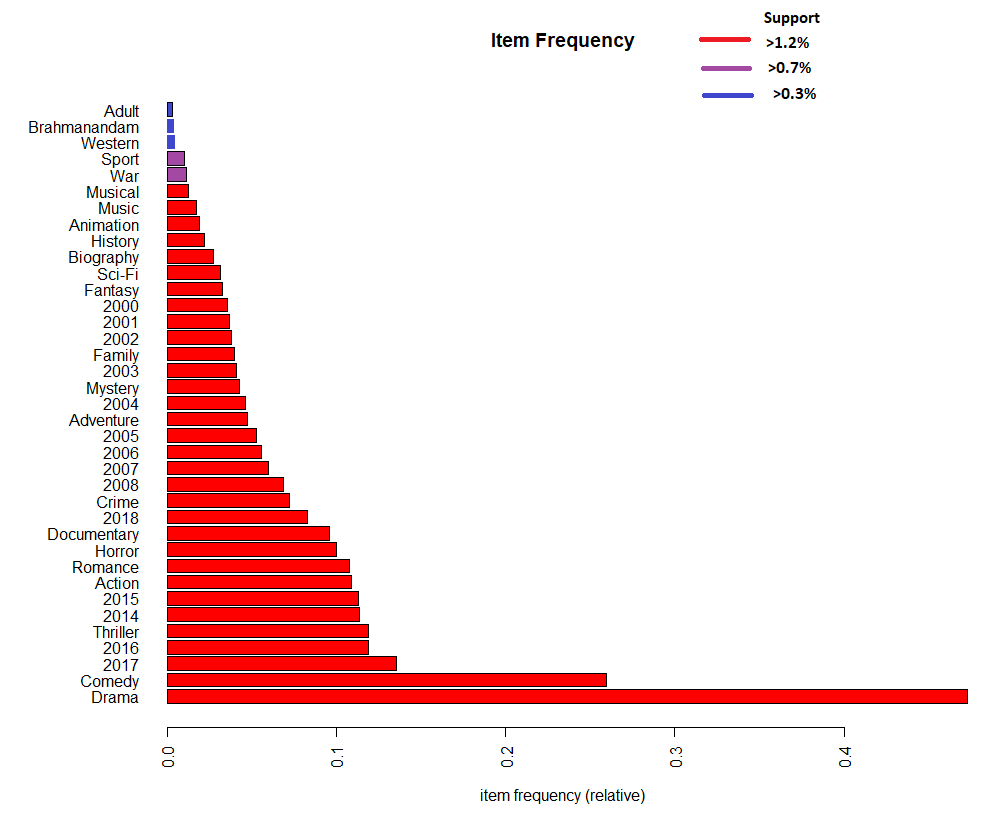 Item Frequency
Support
>1.2%
>0.7%
>0.3%
Adult
Brahmanandam
Western
Sport
War
Musical
Music
Animation
History
Biography
Sci-Fi
Fantasy
2000
2001
2002
Family
2003
Mystery
2004
Adventure
2005
2006
2007
2008
Crime
2018
Documentary
Horror
Romance
Action
2015
2014
Thriller
2016
2017
Comedy
Drama
0.0 0.1 0.2 0.3 0.4
item frequency (relative)